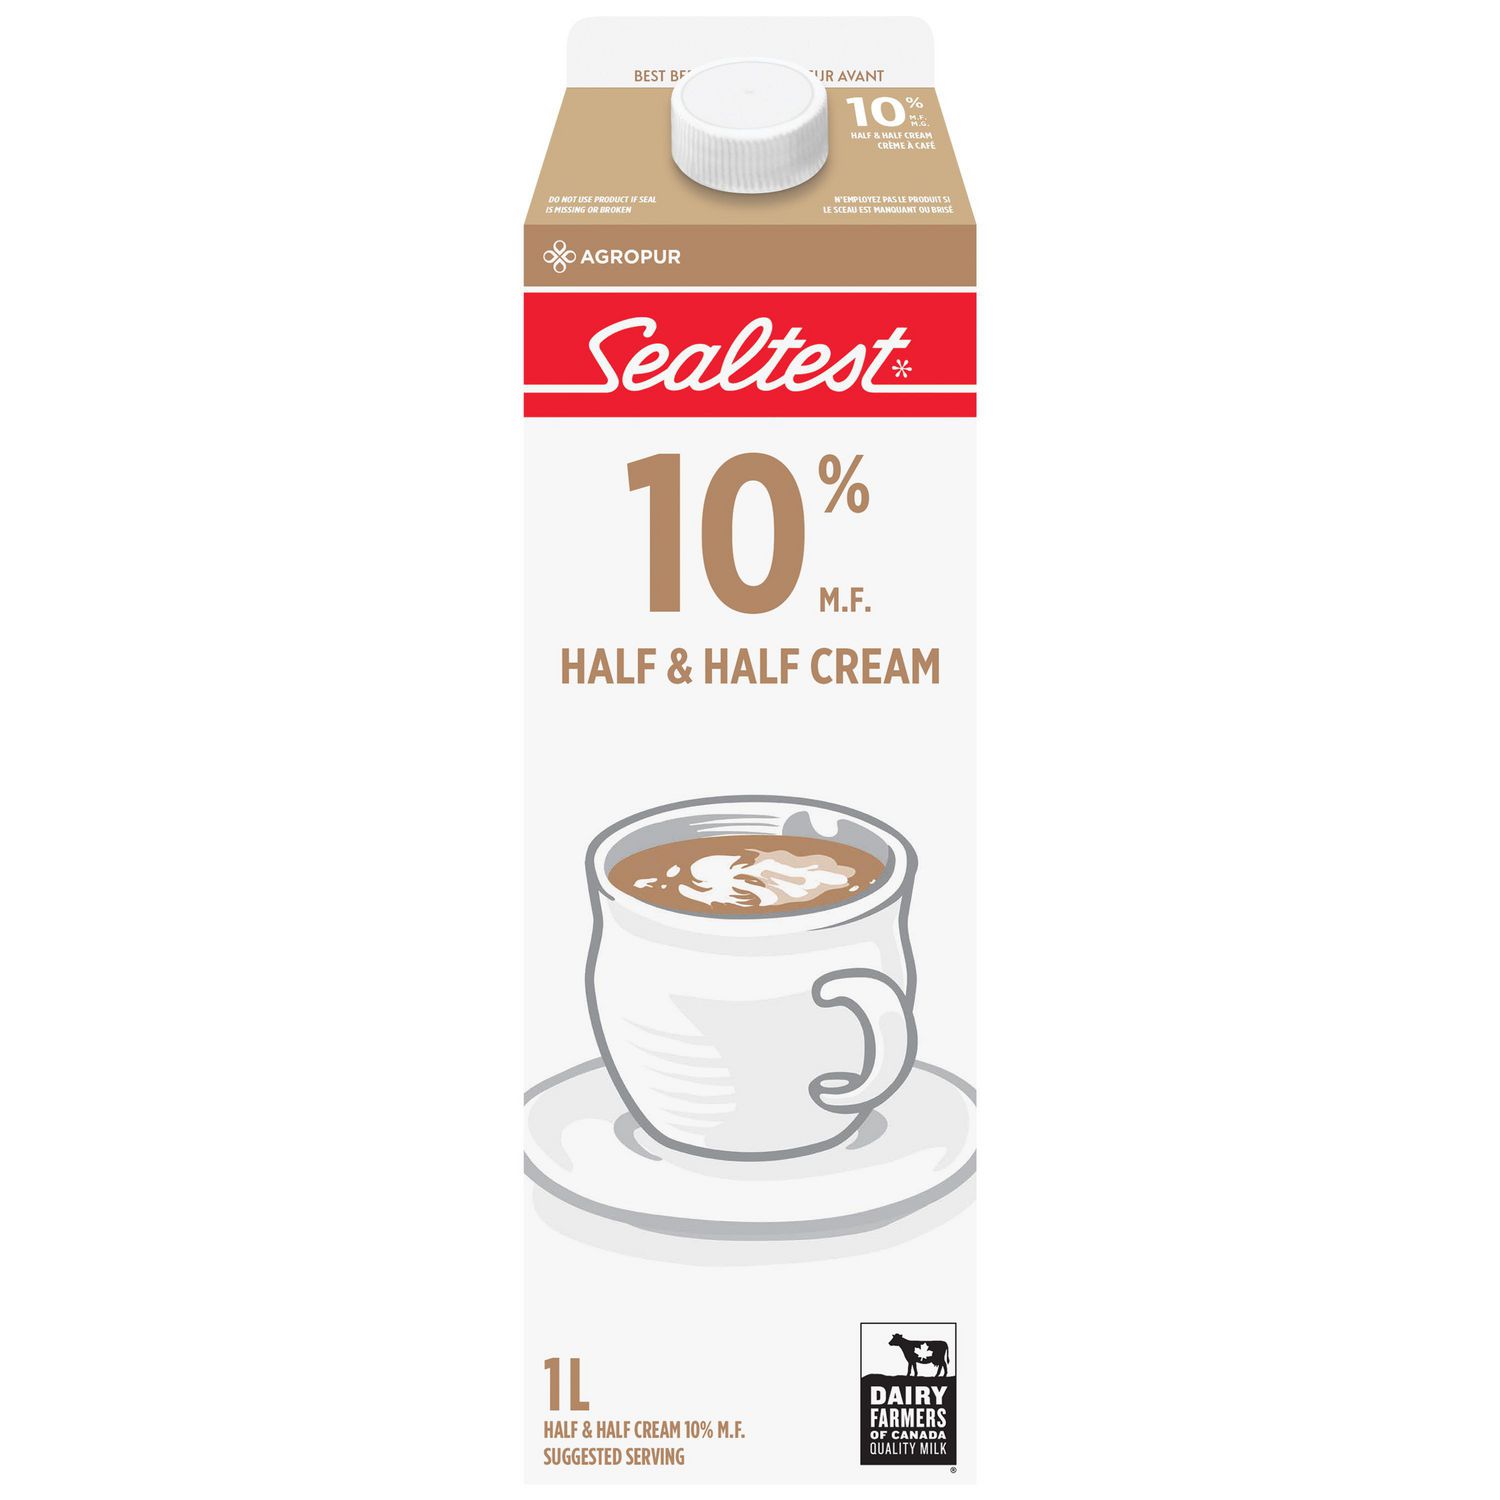 BEST BE UR AVANT
10%
M.F.
M.G.
HALF & HALF CREAM
CRÈME À CAFÉ
DO NOT USE PRODUCT IF SEAL
IS MISSING OR BROKEN
N'EMPLOYEZ PAS LE PRODUIT SI
LE SCEAU EST MANQUANT OU BRISÉ
AGROPUR
Sealtest*
10%
M.F.
HALF & HALF CREAM
1L
HALF & HALF CREAM 10% M.F.
SUGGESTED SERVING
DAIRY
FARMERS
OF CANADA
QUALITY MILK
®